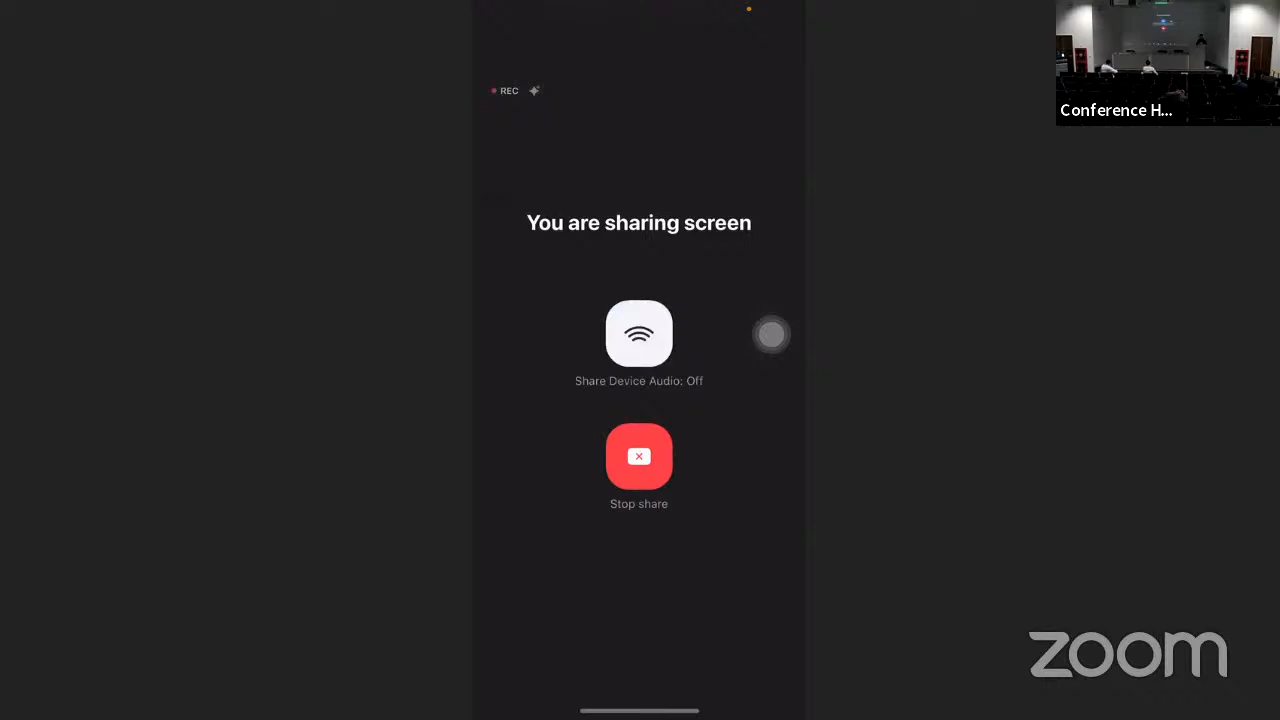 REC
Conference H...
You are sharing screen
Share Device Audio: Off
Stop share
zoom